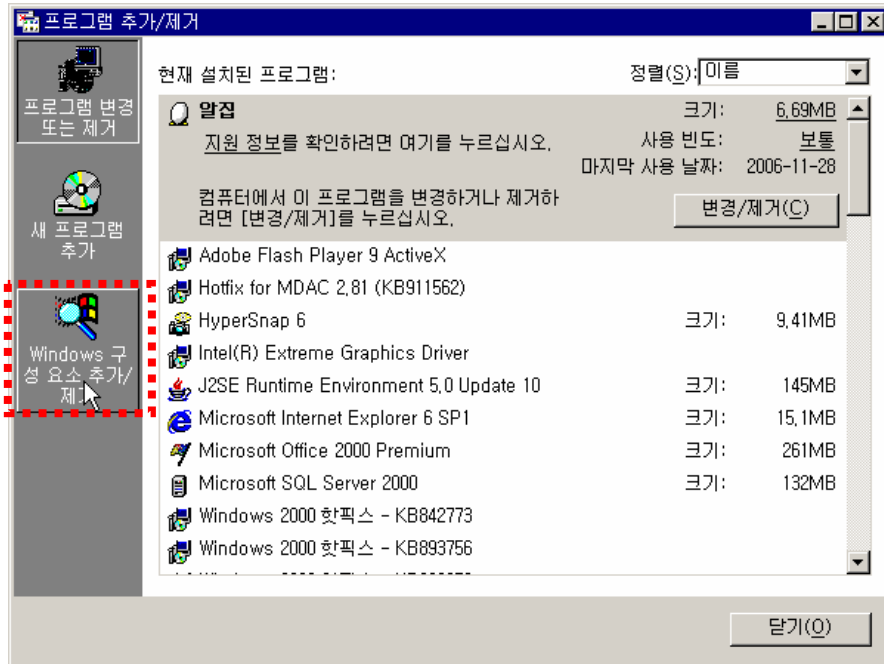 프로그램 추가/제거
프로그램 변경
또는 제거
새 프로그램
추가
Windows 구
성 요소 추가/
현재 설치된 프로그램:
정렬(S): 이름
알집
크기: 6,69MB
지원 정보를 확인하려면 여기를 누르십시오.
사용 빈도: 보통
마지막 사용 날짜: 2006-11-28
컴퓨터에서 이 프로그램을 변경하거나 제거하
려면 [변경/제거]를 누르십시오.
변경/제거(C)
Adobe Flash Player 9 ActiveX
Hotfix for MDAC 2,81 (KB911562)
HyperSnap 6 크기: 9,41MB
Intel(R) Extreme Graphics Driver
J2SE Runtime Environment 5,0 Update 10 크기: 145MB
Microsoft Internet Explorer 6 SP1 크기: 15,1MB
Microsoft Office 2000 Premium 크기: 261MB
Microsoft SQL Server 2000 크기: 132MB
Windows 2000 핫픽스 - KB842773
Windows 2000 핫픽스 - KB893756
닫기(O)